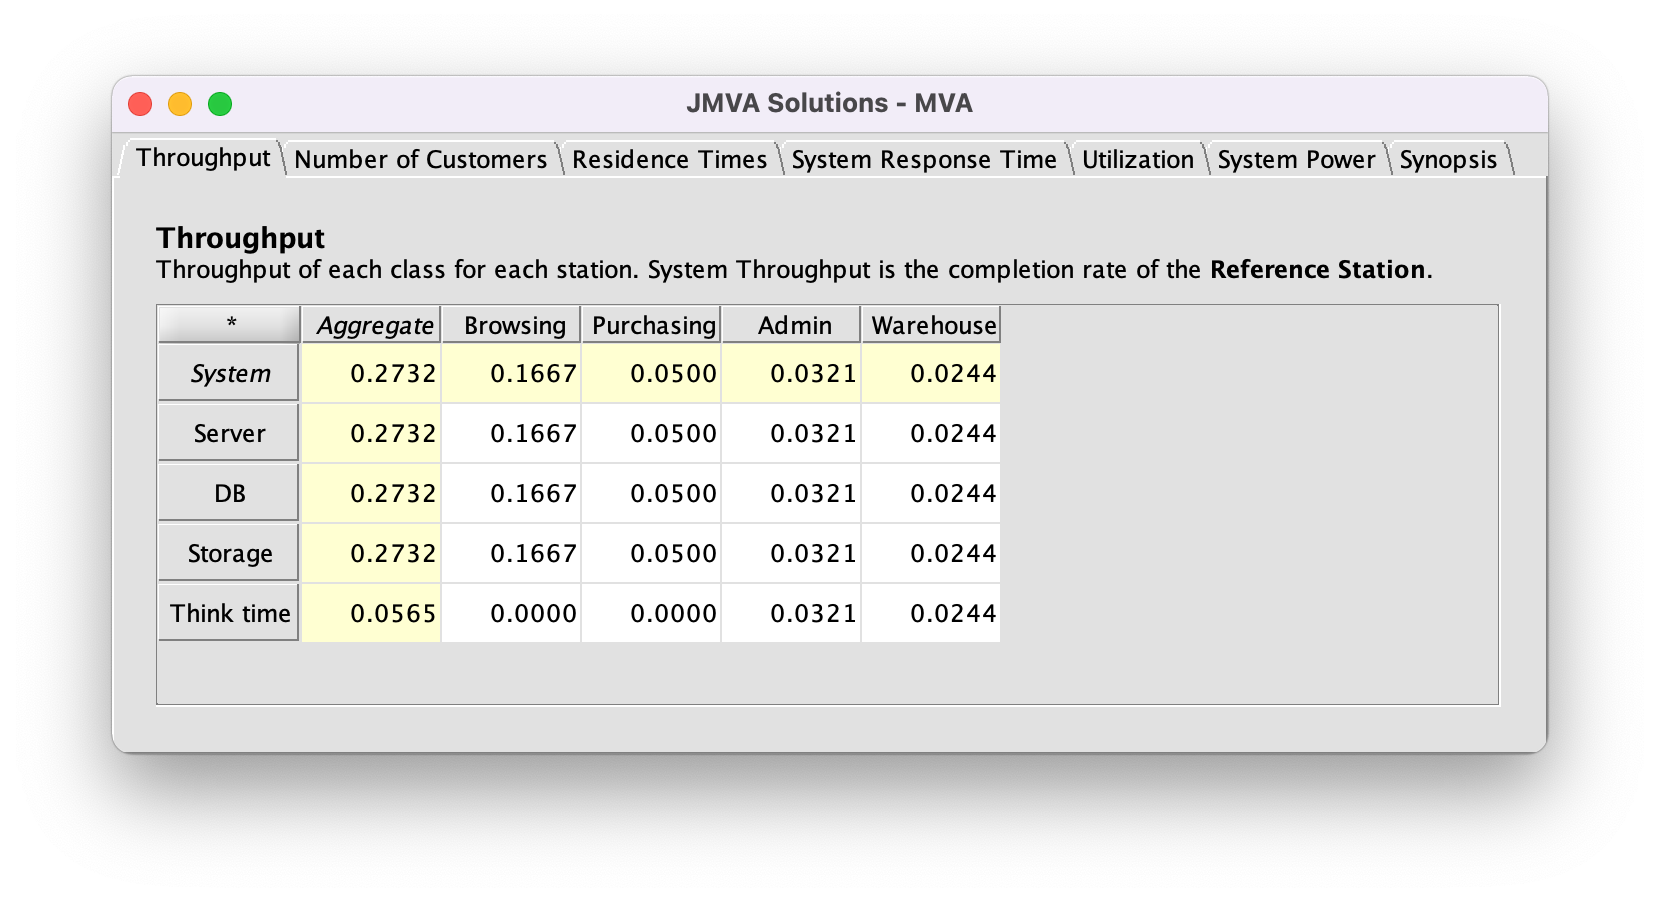 JMVA Solutions - MVA
Throughput Number of Customers Residence Times System Response Time Utilization System Power Synopsis
Throughput
Throughput of each class for each station. System Throughput is the completion rate of the Reference Station.
* Aggregate Browsing Purchasing Admin Warehouse
System 0.2732 0.1667 0.0500 0.0321 0.0244
Server 0.2732 0.1667 0.0500 0.0321 0.0244
DB 0.2732 0.1667 0.0500 0.0321 0.0244
Storage 0.2732 0.1667 0.0500 0.0321 0.0244
Think time 0.0565 0.0000 0.0000 0.0321 0.0244